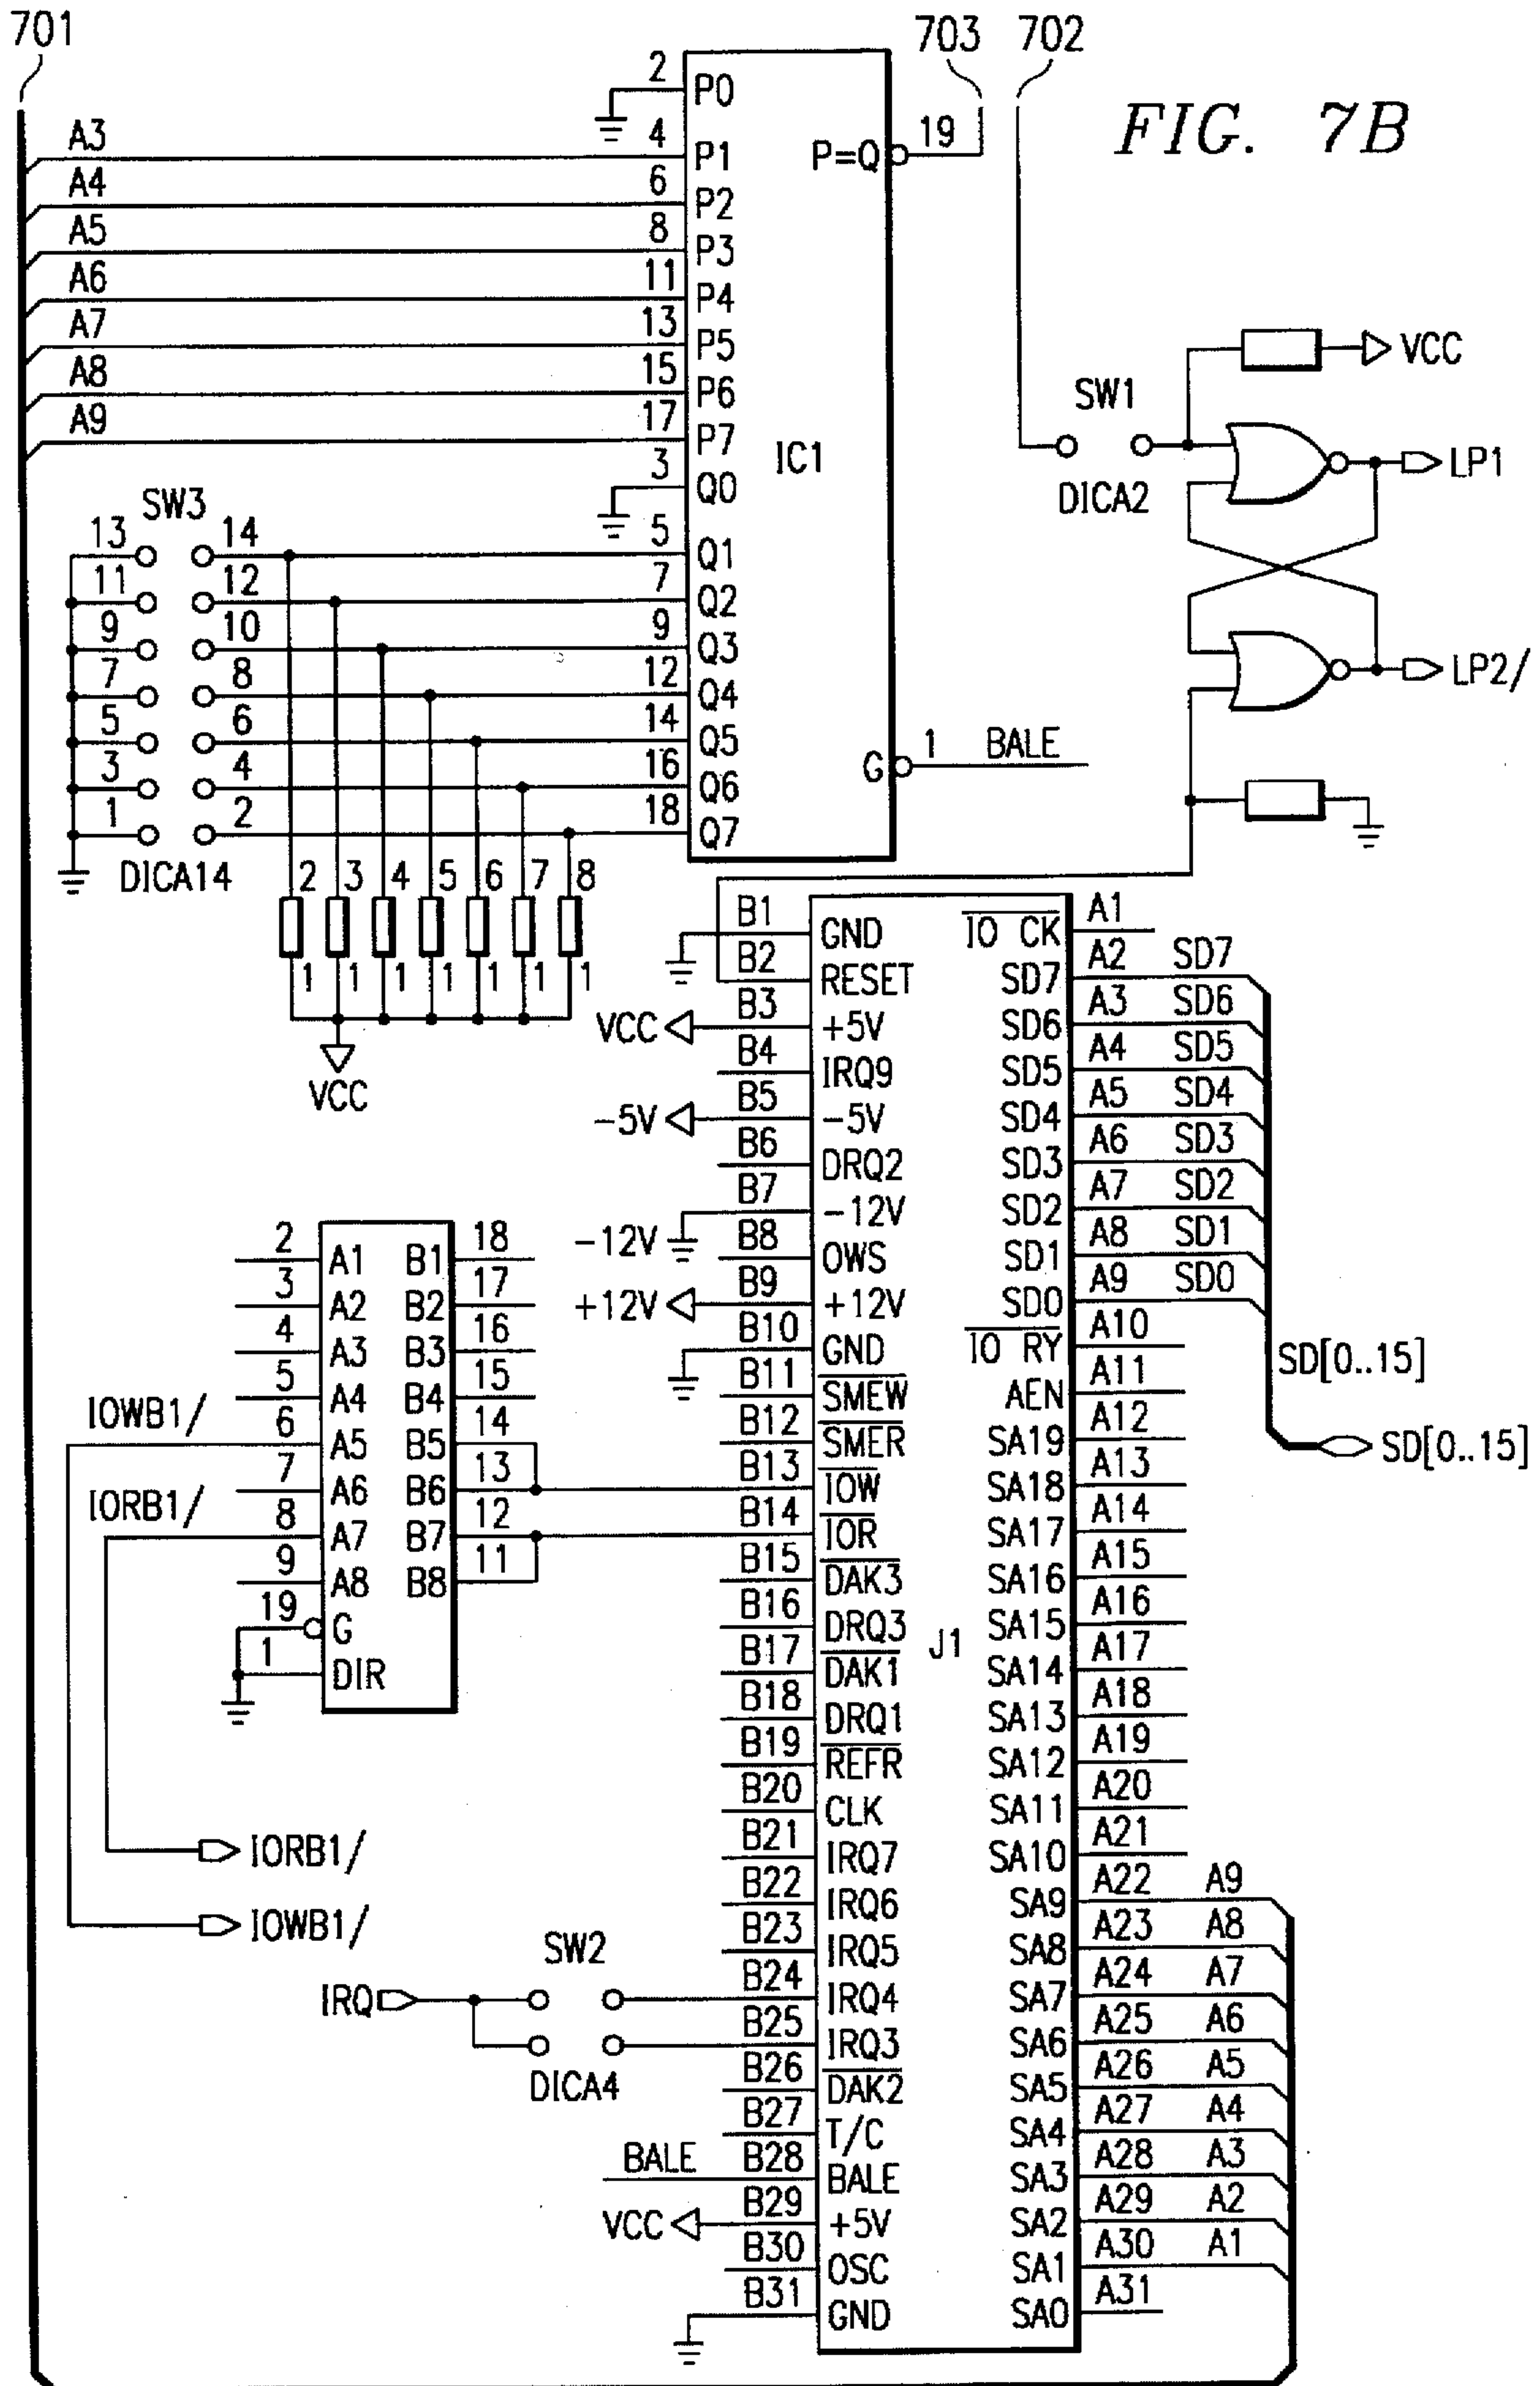 701
703 702
FIG. 7B
2 P0
A3 4 P1
P=Q 19
A4 6 P2
A5 8 P3
A6 11 P4
A7 13 P5
A8 15 P6
A9 17 P7
3 Q0
IC1
SW3
13 14 5 Q1
11 12 7 Q2
9 10 9 Q3
7 8 12 Q4
5 6 14 Q5
3 4 16 Q6
1 2 18 Q7
DICA14
G 1 BALE
2 3 4 5 6 7 8
1 1 1 1 1 1 1
VCC
VCC
SW1
DICA2
LP1
LP2/
B1 GND IO CK A1
B2 RESET SD7 A2 SD7
VCC B3 +5V SD6 A3 SD6
B4 IRQ9 SD5 A4 SD5
-5V B5 -5V SD4 A5 SD4
B6 DRQ2 SD3 A6 SD3
-12V B7 -12V SD2 A7 SD2
B8 OWS SD1 A8 SD1
+12V B9 +12V SD0 A9 SD0
B10 GND IO RY A10
B11 SMEW AEN A11
B12 SMER SA19 A12
B13 IOW SA18 A13
B14 IOR SA17 A14
B15 DAK3 SA16 A15
B16 DRQ3 SA15 A16
B17 DAK1 SA14 A17
B18 DRQ1 SA13 A18
B19 REFR SA12 A19
B20 CLK SA11 A20
B21 IRQ7 SA10 A21
B22 IRQ6 SA9 A22 A9
B23 IRQ5 SA8 A23 A8
B24 IRQ4 SA7 A24 A7
B25 IRQ3 SA6 A25 A6
B26 DAK2 SA5 A26 A5
B27 T/C SA4 A27 A4
BALE B28 BALE SA3 A28 A3
VCC B29 +5V SA2 A29 A2
B30 OSC SA1 A30 A1
B31 GND SA0 A31
J1
SD[0..15]
SD[0..15]
2 A1 B1 18
3 A2 B2 17
4 A3 B3 16
5 A4 B4 15
IOWB1/ 6 A5 B5 14
7 A6 B6 13
IORB1/ 8 A7 B7 12
9 A8 B8 11
19 G
1 DIR
IORB1/
IOWB1/
SW2
IRQ
DICA4